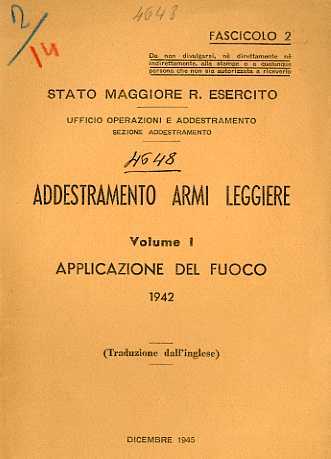 2/14
4648
FASCICOLO 2
Da non divulgarsi, nè direttamente nè
indirettamente, alla stampa o a qualunque
persona che non sia autorizzata a riceverlo
STATO MAGGIORE R. ESERCITO
UFFICIO OPERAZIONI E ADDESTRAMENTO
SEZIONE ADDESTRAMENTO
4648
ADDESTRAMENTO ARMI LEGGIERE
Volume I
APPLICAZIONE DEL FUOCO
1942
(Traduzione dall'inglese)
DICEMBRE 1945